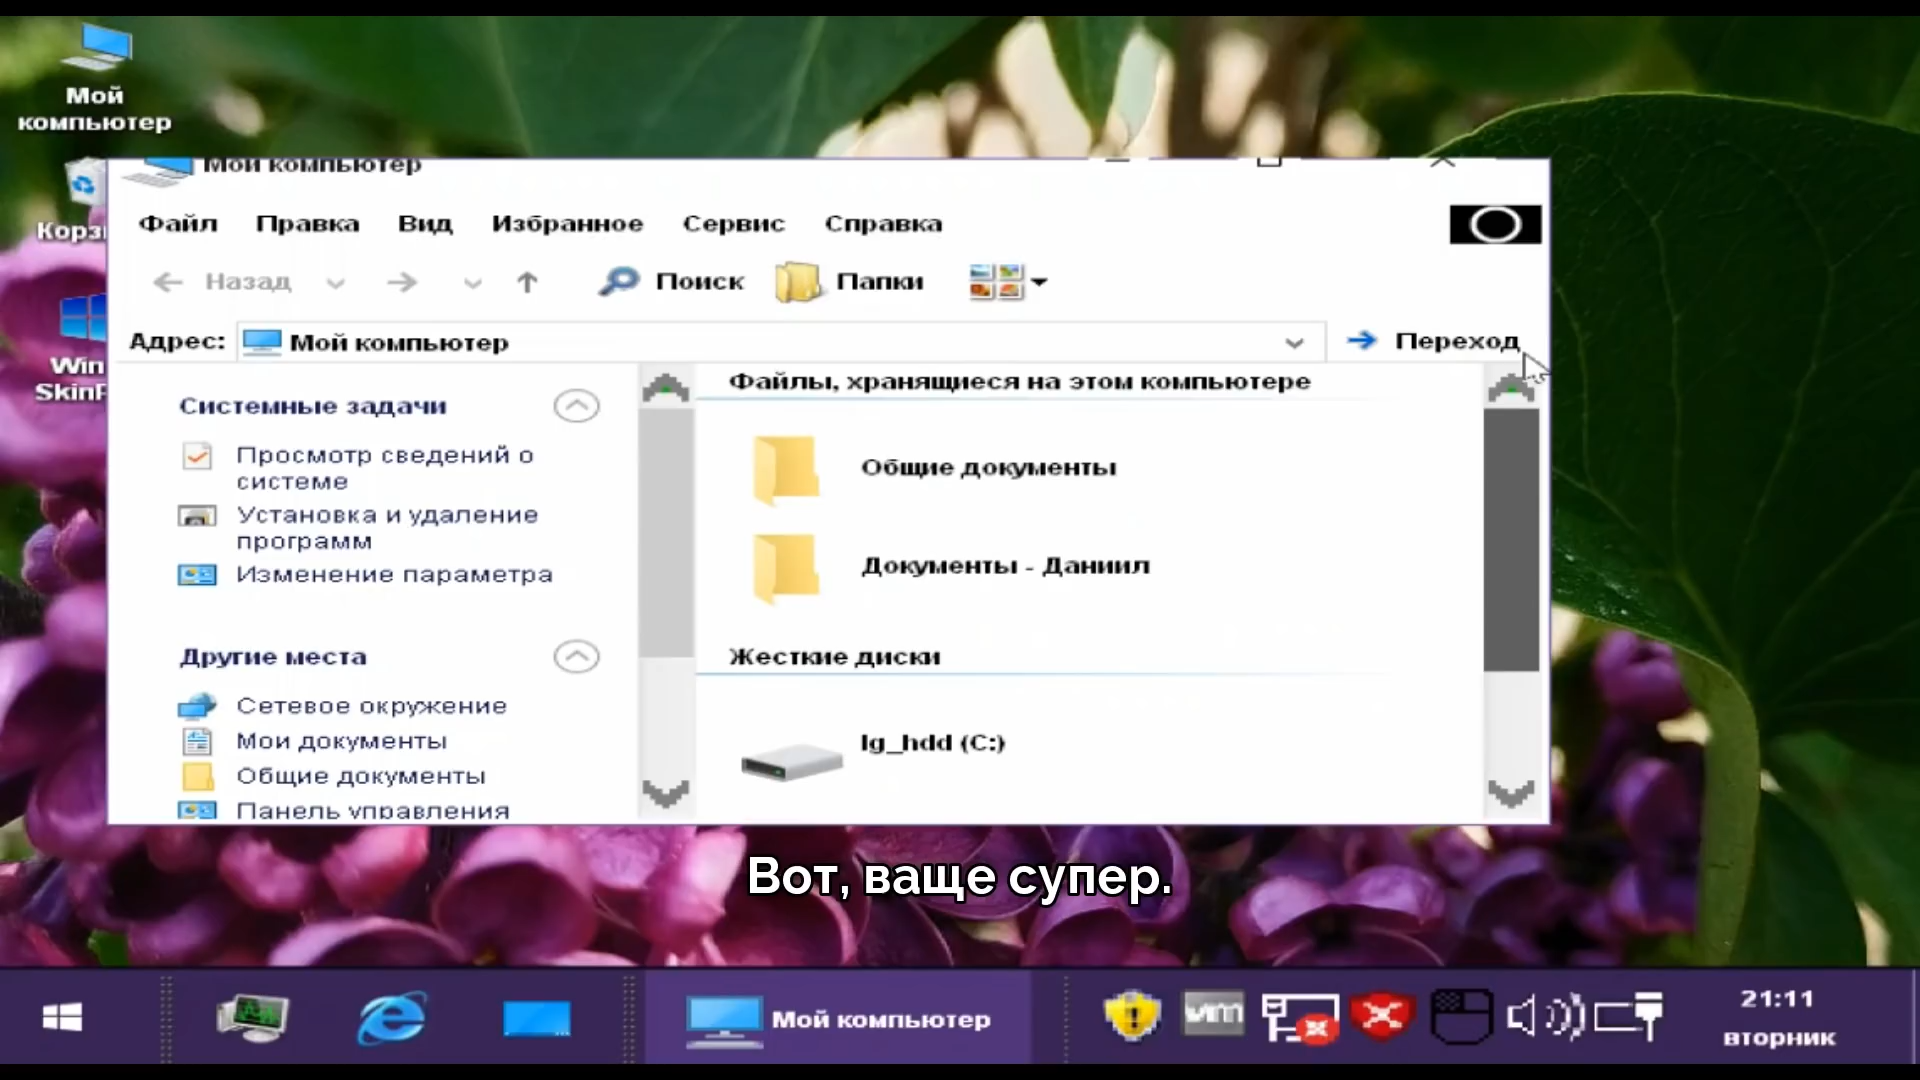 Мой
компьютер
Корз
Win
SkinP
Мой компьютер
Файл Правка Вид Избранное Сервис Справка
Назад Поиск Папки
Адрес: Мой компьютер Переход
Системные задачи
Просмотр сведений о
системе
Установка и удаление
программ
Изменение параметра
Другие места
Сетевое окружение
Мои документы
Общие документы
Панель управления
Файлы, хранящиеся на этом компьютере
Общие документы
Документы - Даниил
Жесткие диски
lg_hdd (C:)
Вот, ваще супер.
Мой компьютер
vm
21:11
вторник